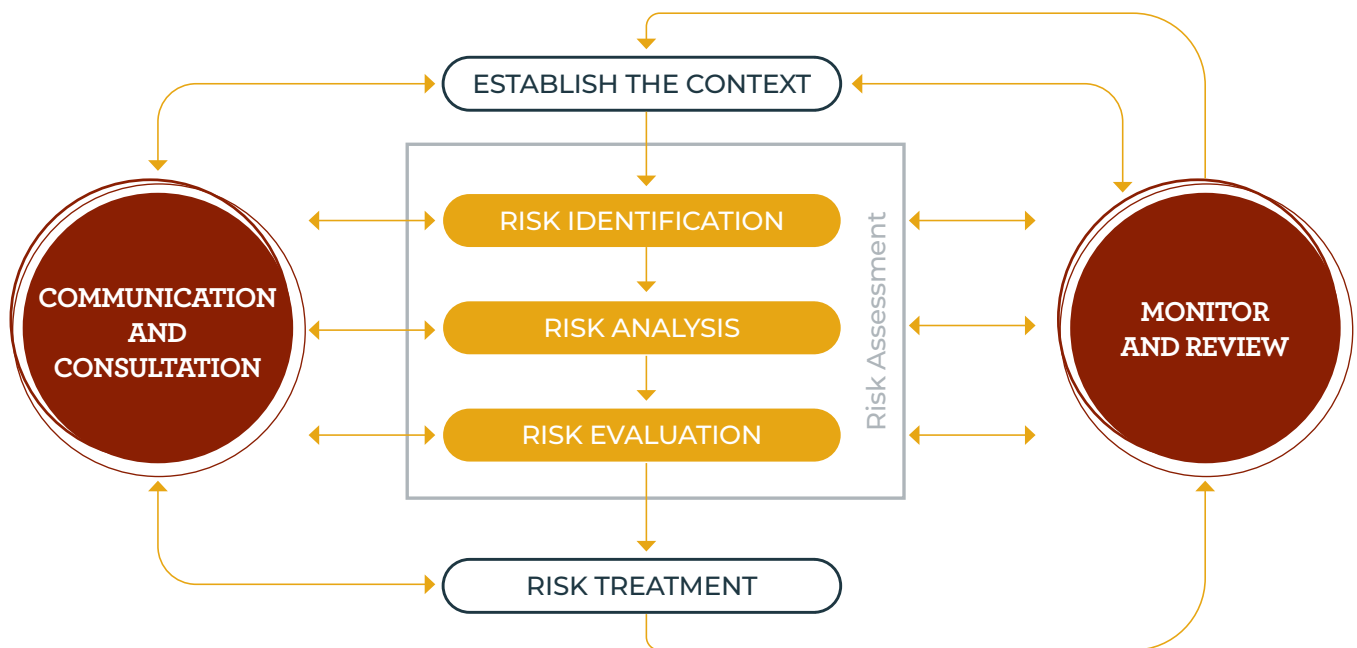 ESTABLISH THE CONTEXT
RISK IDENTIFICATION
RISK ANALYSIS
RISK EVALUATION
Risk Assessment
COMMUNICATION
AND
CONSULTATION
MONITOR
AND REVIEW
RISK TREATMENT